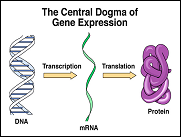 The Central Dogma of
Gene Expression
Transcription
Translation
DNA
mRNA
Protein